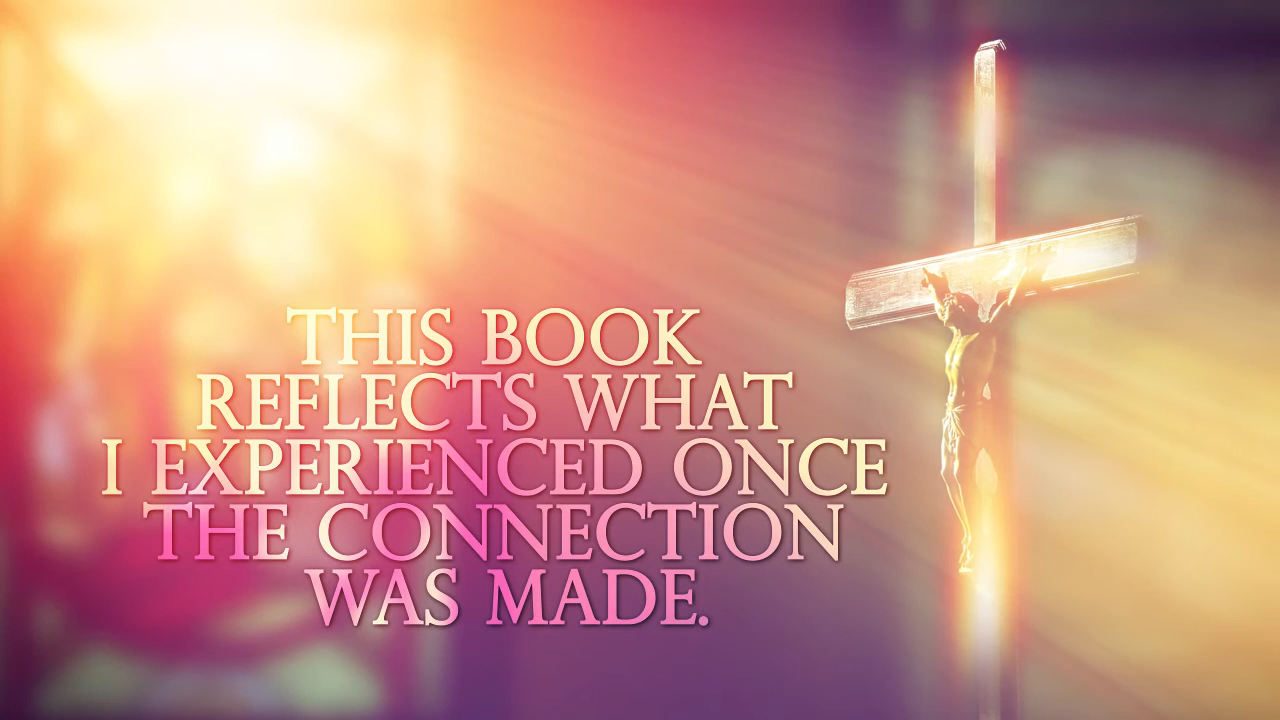 THIS BOOK
REFLECTS WHAT
I EXPERIENCED ONCE
THE CONNECTION
WAS MADE.